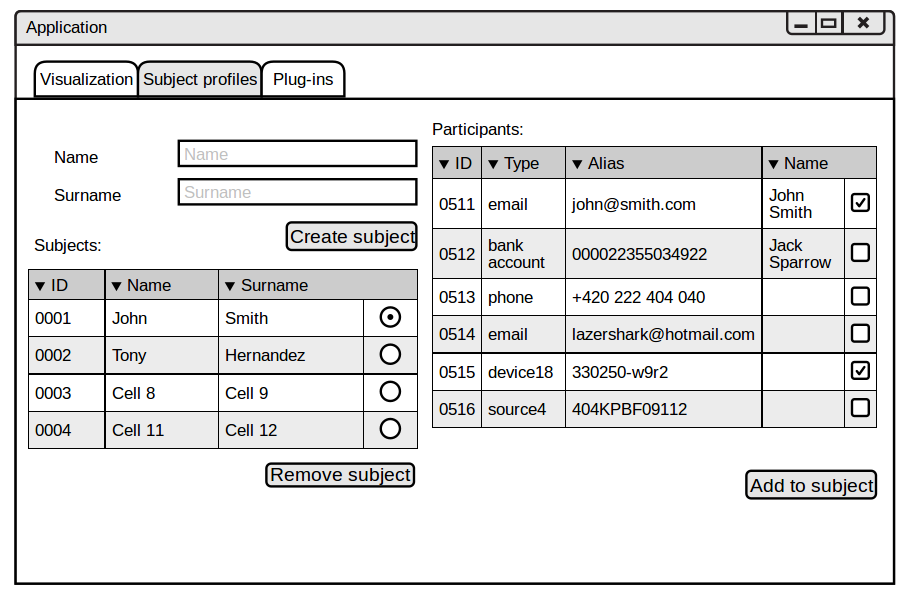 Application
Visualization Subject profiles Plug-ins
Name Name
Surname Surname
Create subject
Subjects:
ID Name Surname
0001 John Smith
0002 Tony Hernandez
0003 Cell 8 Cell 9
0004 Cell 11 Cell 12
Remove subject
Participants:
ID Type Alias Name
0511 email john@smith.com John
Smith
0512 bank
account 000022355034922 Jack
Sparrow
0513 phone +420 222 404 040
0514 email lazershark@hotmail.com
0515 device18 330250-w9r2
0516 source4 404KPBF09112
Add to subject